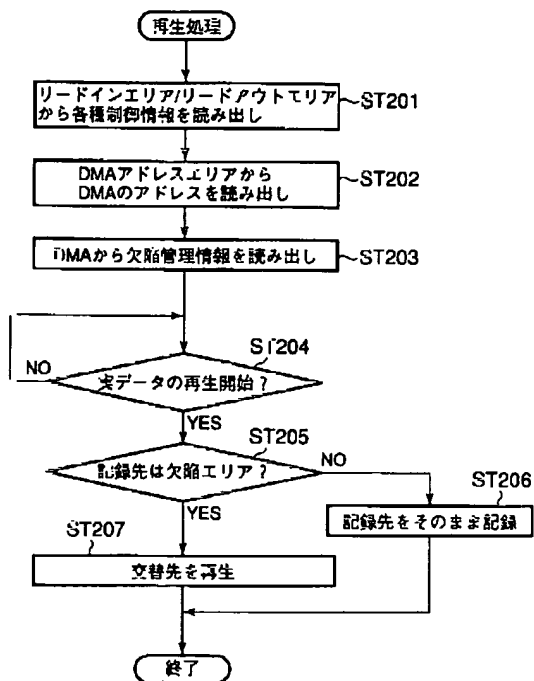 再生処理
リードインエリア/リードアウトエリア
から各種制御情報を読み出し
ST201
DMAアドレスエリアから
DMAのアドレスを読み出し
ST202
DMAから欠陥管理情報を読み出し
ST203
ST204
NO
実データの再生開始？
YES
ST205
記録先は欠陥エリア？
NO
YES
ST206
記録先をそのまま記録
ST207
交替先を再生
終了